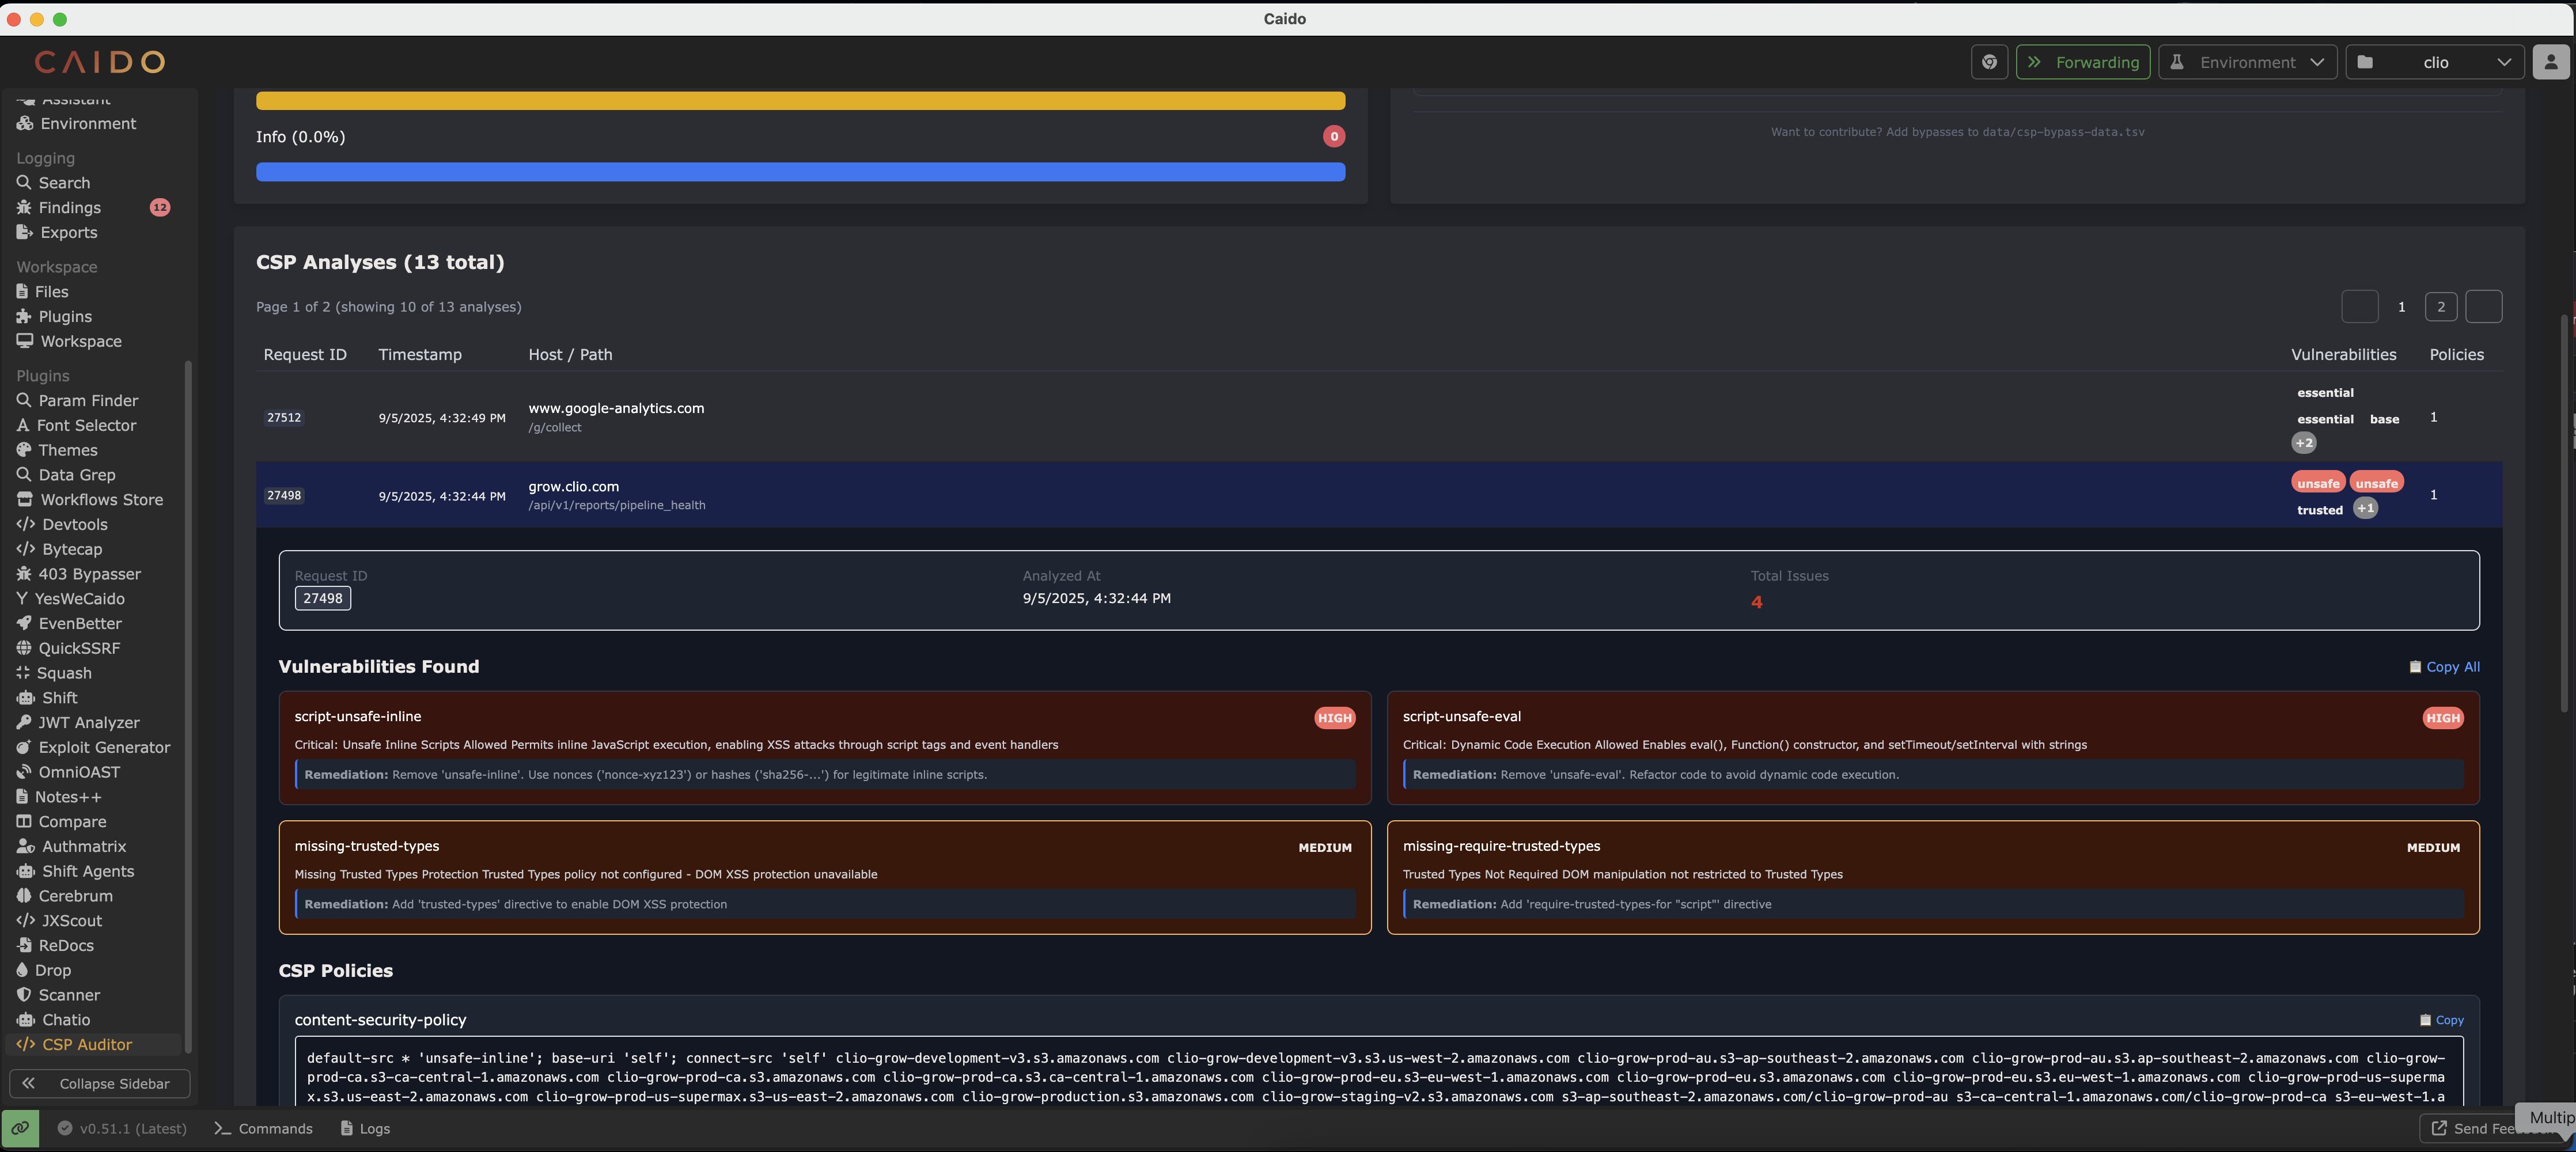 Caido
CAIDO
Forwarding
Environment
clio
Assistant
Environment
Logging
Search
Findings 12
Exports
Workspace
Files
Plugins
Workspace
Plugins
Param Finder
Font Selector
Themes
Data Grep
Workflows Store
Devtools
Bytecap
403 Bypasser
YesWeCaido
EvenBetter
QuickSSRF
Squash
Shift
JWT Analyzer
Exploit Generator
OmniOAST
Notes++
Compare
Authmatrix
Shift Agents
Cerebrum
JXScout
ReDocs
Drop
Scanner
Chatio
CSP Auditor
Collapse Sidebar
Info (0.0%) 0
Want to contribute? Add bypasses to data/csp-bypass-data.tsv
CSP Analyses (13 total)
Page 1 of 2 (showing 10 of 13 analyses)
1 2
Request ID Timestamp Host / Path Vulnerabilities Policies
27512 9/5/2025, 4:32:49 PM www.google-analytics.com
/g/collect
essential
essential base
+2
1
27498 9/5/2025, 4:32:44 PM grow.clio.com
/api/v1/reports/pipeline_health
unsafe unsafe
trusted +1
1
Request ID
27498
Analyzed At
9/5/2025, 4:32:44 PM
Total Issues
4
Vulnerabilities Found
Copy All
script-unsafe-inline HIGH
Critical: Unsafe Inline Scripts Allowed Permits inline JavaScript execution, enabling XSS attacks through script tags and event handlers
Remediation: Remove 'unsafe-inline'. Use nonces ('nonce-xyz123') or hashes ('sha256-...') for legitimate inline scripts.
script-unsafe-eval HIGH
Critical: Dynamic Code Execution Allowed Enables eval(), Function() constructor, and setTimeout/setInterval with strings
Remediation: Remove 'unsafe-eval'. Refactor code to avoid dynamic code execution.
missing-trusted-types MEDIUM
Missing Trusted Types Protection Trusted Types policy not configured - DOM XSS protection unavailable
Remediation: Add 'trusted-types' directive to enable DOM XSS protection
missing-require-trusted-types MEDIUM
Trusted Types Not Required DOM manipulation not restricted to Trusted Types
Remediation: Add 'require-trusted-types-for "script"' directive
CSP Policies
content-security-policy
Copy
default-src * 'unsafe-inline'; base-uri 'self'; connect-src 'self' clio-grow-development-v3.s3.amazonaws.com clio-grow-development-v3.s3.us-west-2.amazonaws.com clio-grow-prod-au.s3-ap-southeast-2.amazonaws.com clio-grow-prod-au.s3.ap-southeast-2.amazonaws.com clio-grow-
prod-ca.s3-ca-central-1.amazonaws.com clio-grow-prod-ca.s3.amazonaws.com clio-grow-prod-ca.s3.ca-central-1.amazonaws.com clio-grow-prod-eu.s3-eu-west-1.amazonaws.com clio-grow-prod-eu.s3.amazonaws.com clio-grow-prod-eu.s3.eu-west-1.amazonaws.com clio-grow-prod-us-superma
x.s3.us-east-2.amazonaws.com clio-grow-prod-us-supermax.s3-us-east-2.amazonaws.com clio-grow-production.s3.amazonaws.com clio-grow-staging-v2.s3.amazonaws.com s3-ap-southeast-2.amazonaws.com/clio-grow-prod-au s3-ca-central-1.amazonaws.com/clio-grow-prod-ca s3-eu-west-1.a
v0.51.1 (Latest)
Commands
Logs
Send Fee
Multip